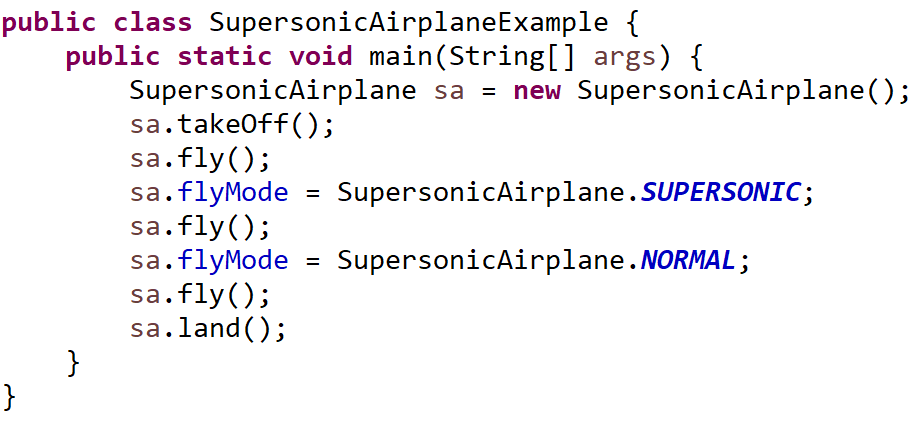 public class SupersonicAirplaneExample {
    public static void main(String[] args) {
        SupersonicAirplane sa = new SupersonicAirplane();
        sa.takeOff();
        sa.fly();
        sa.flyMode = SupersonicAirplane.SUPERSONIC;
        sa.fly();
        sa.flyMode = SupersonicAirplane.NORMAL;
        sa.fly();
        sa.land();
    }
}